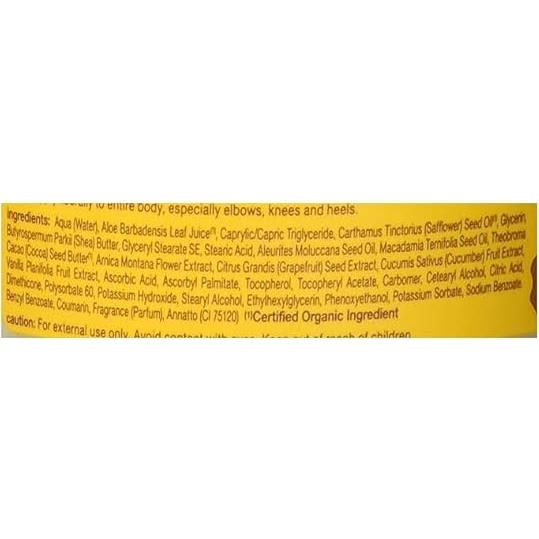 to entire body, especially elbows, knees and heels.
Ingredients: Aqua (Water), Aloe Barbadensis Leaf Juice⁽¹⁾, Caprylic/Capric Triglyceride, Carthamus Tinctorius (Safflower) Seed Oil⁽¹⁾, Glycerin,
Butyrospermum Parkii (Shea) Butter, Glyceryl Stearate SE, Stearic Acid, Aleurites Moluccana Seed Oil, Macadamia Ternifolia Seed Oil, Theobroma
Cacao (Cocoa) Seed Butter⁽¹⁾, Arnica Montana Flower Extract, Citrus Grandis (Grapefruit) Seed Extract, Cucumis Sativus (Cucumber) Fruit Extract,
Vanilla Planifolia Fruit Extract, Ascorbic Acid, Ascorbyl Palmitate, Tocopherol, Tocopheryl Acetate, Carbomer, Cetearyl Alcohol, Citric Acid,
Dimethicone, Polysorbate 60, Potassium Hydroxide, Stearyl Alcohol, Ethylhexylglycerin, Phenoxyethanol, Potassium Sorbate, Sodium Benzoate,
Benzyl Benzoate, Coumarin, Fragrance (Parfum), Annatto (CI 75120) ⁽¹⁾Certified Organic Ingredient
caution: For external use only. Avoid contact with eyes. Keep out of reach of children